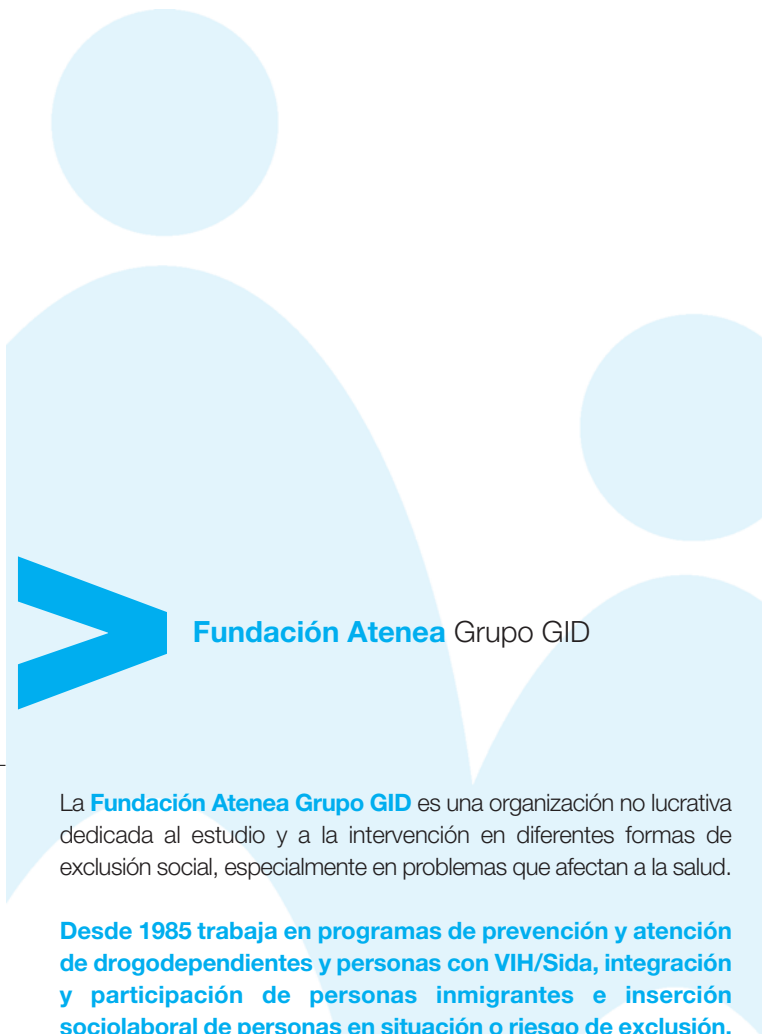 Fundación Atenea Grupo GID
La Fundación Atenea Grupo GID es una organización no lucrativa
dedicada al estudio y a la intervención en diferentes formas de
exclusión social, especialmente en problemas que afectan a la salud.
Desde 1985 trabaja en programas de prevención y atención
de drogodependientes y personas con VIH/Sida, integración
y participación de personas inmigrantes e inserción
sociolaboral de personas en situación o riesgo de exclusión.